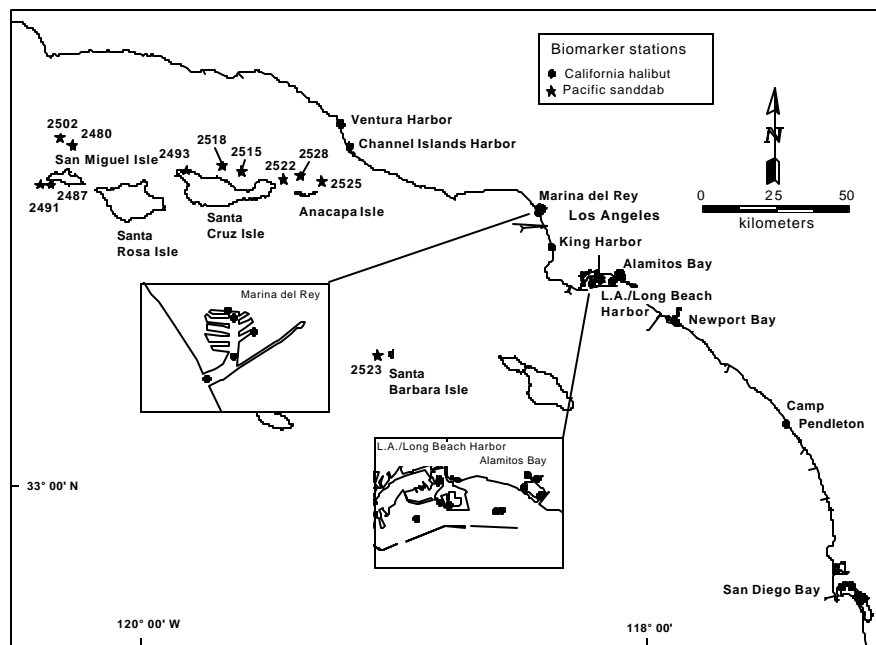 Biomarker stations
California halibut
Pacific sanddab
2502
2480
San Miguel Isle
2491
2487
2493
2518
2515
2522
2528
2525
Ventura Harbor
Channel Islands Harbor
N
0 25 50
kilometers
Santa
Rosa Isle
Santa
Cruz Isle
Anacapa Isle
Marina del Rey
Los Angeles
King Harbor
Alamitos Bay
L.A./Long Beach
Harbor
Newport Bay
Marina del Rey
2523
Santa
Barbara Isle
Camp
Pendleton
L.A./Long Beach Harbor
Alamitos Bay
33° 00' N
San Diego Bay
120° 00' W
118° 00'